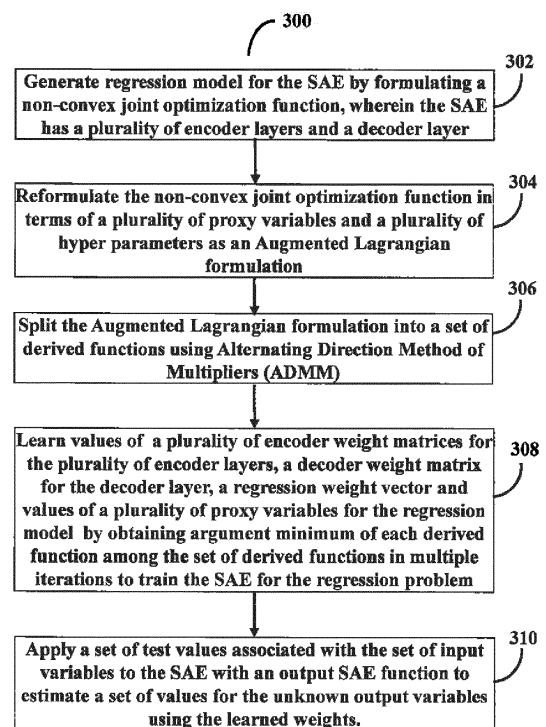 300
302
Generate regression model for the SAE by formulating a
non-convex joint optimization function, wherein the SAE
has a plurality of encoder layers and a decoder layer
304
Reformulate the non-convex joint optimization function in
terms of a plurality of proxy variables and a plurality of
hyper parameters as an Augmented Lagrangian
formulation
306
Split the Augmented Lagrangian formulation into a set of
derived functions using Alternating Direction Method of
Multipliers (ADMM)
308
Learn values of a plurality of encoder weight matrices for
the plurality of encoder layers, a decoder weight matrix
for the decoder layer, a regression weight vector and
values of a plurality of proxy variables for the regression
model by obtaining argument minimum of each derived
function among the set of derived functions in multiple
iterations to train the SAE for the regression problem
310
Apply a set of test values associated with the set of input
variables to the SAE with an output SAE function to
estimate a set of values for the unknown output variables
using the learned weights.